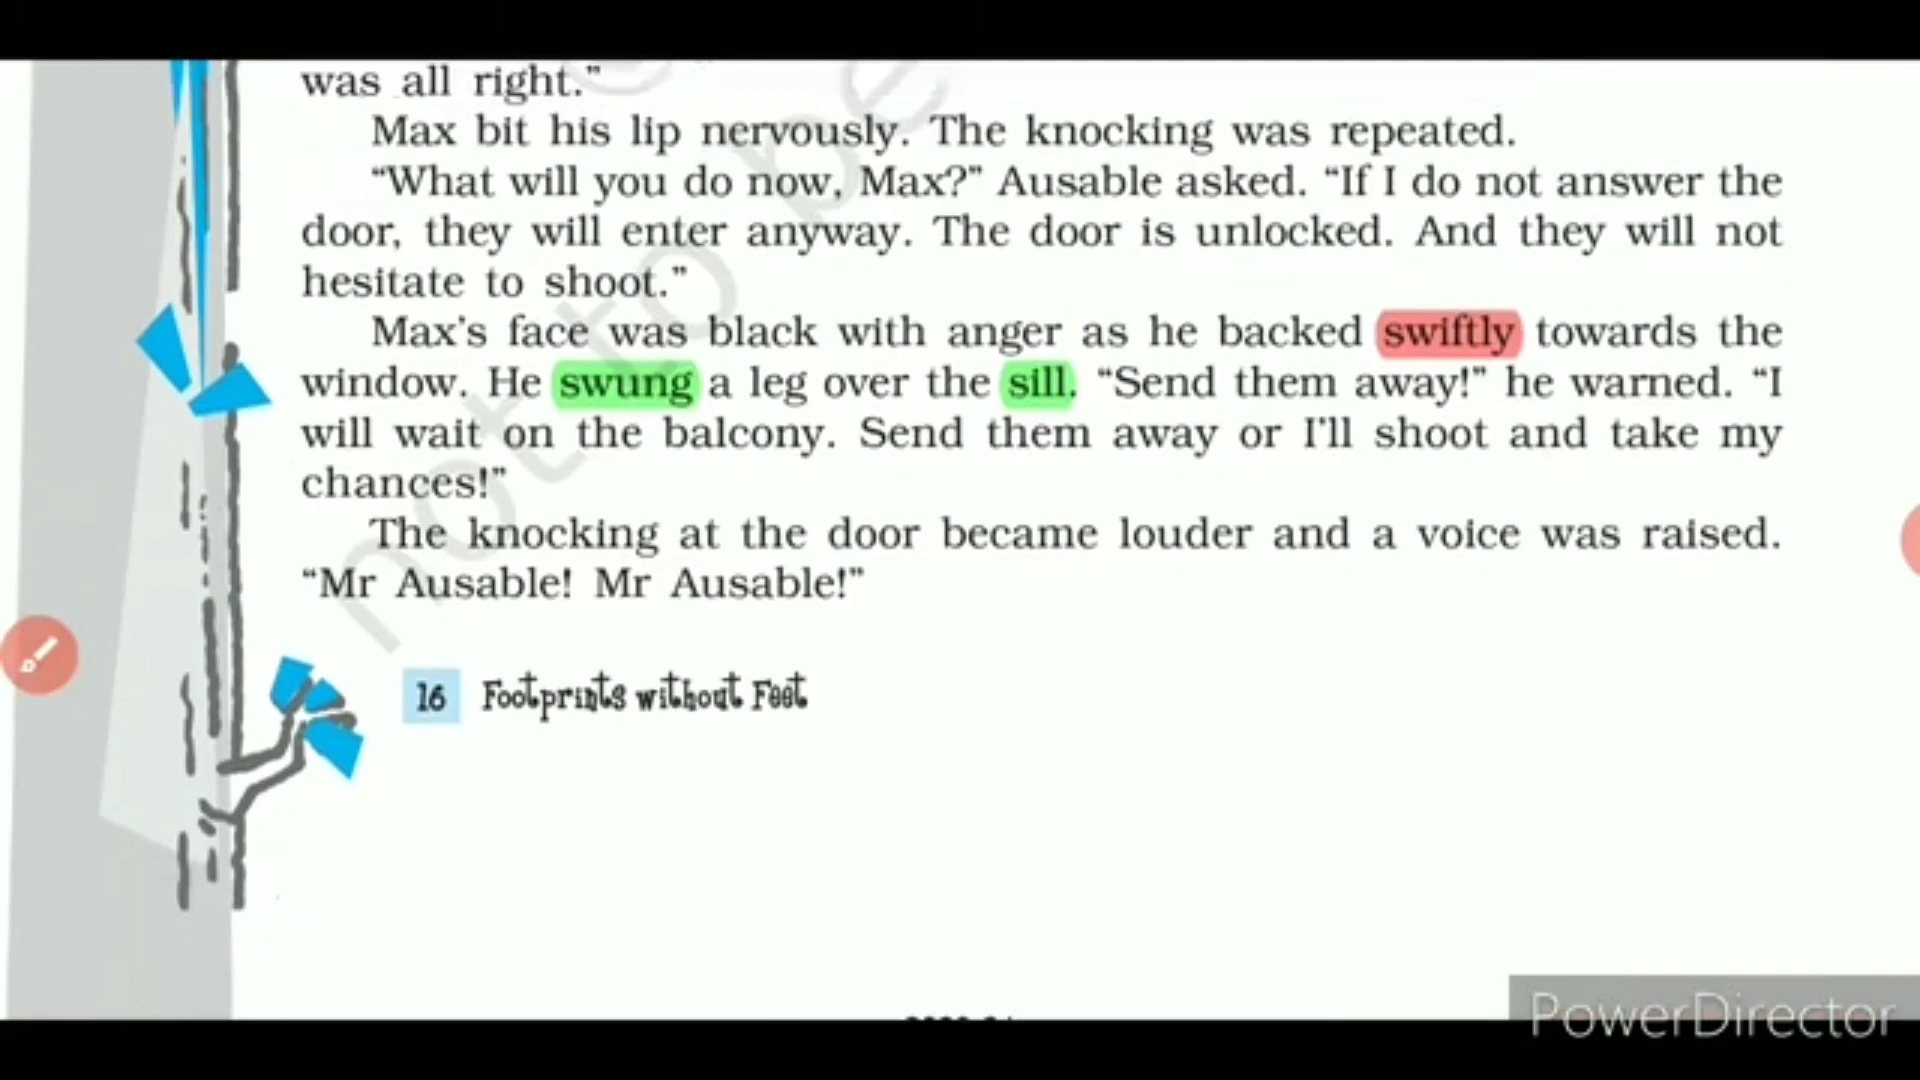 was all right.”
Max bit his lip nervously. The knocking was repeated.
“What will you do now, Max?” Ausable asked. “If I do not answer the
door, they will enter anyway. The door is unlocked. And they will not
hesitate to shoot.”
Max’s face was black with anger as he backed swiftly towards the
window. He swung a leg over the sill. “Send them away!” he warned. “I
will wait on the balcony. Send them away or I’ll shoot and take my
chances!”
The knocking at the door became louder and a voice was raised.
“Mr Ausable! Mr Ausable!”
not to be
16 Footprints without Feet
PowerDirector